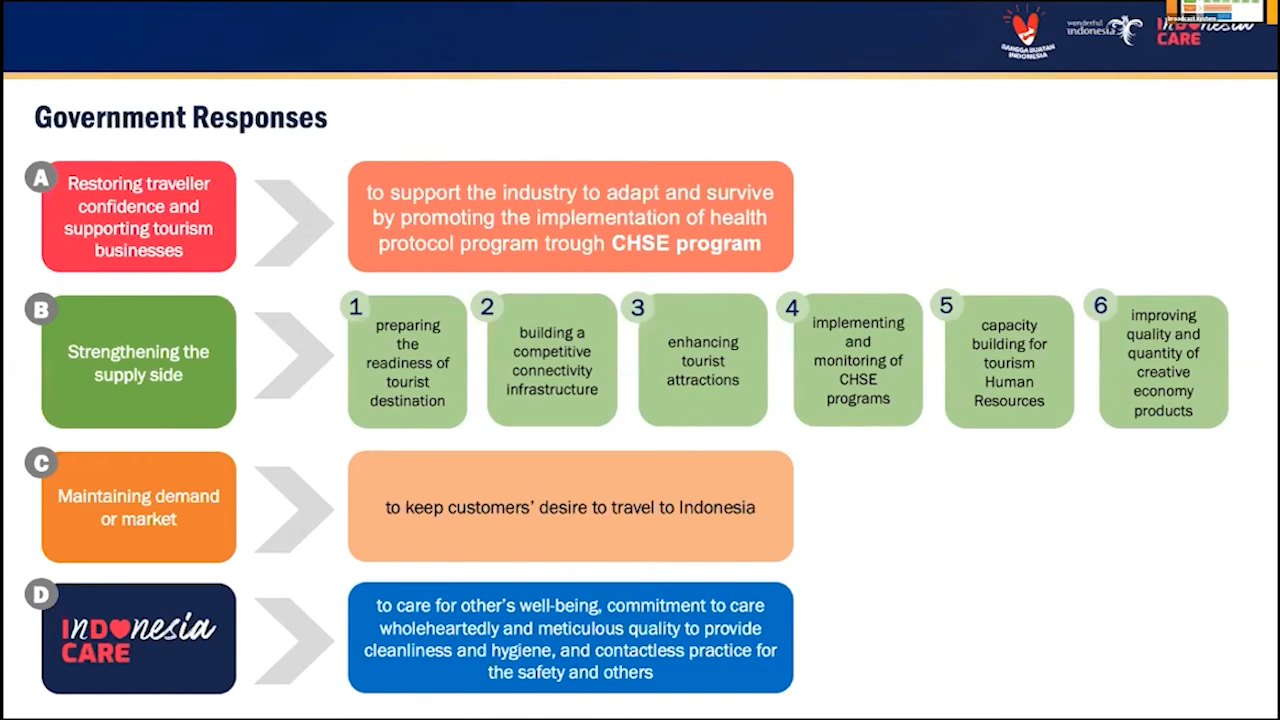 broadcast system
BANGGA BUATAN
INDONESIA
wonderful
indonesia
INDONESIA
CARE
Government Responses
A
Restoring traveller
confidence and
supporting tourism
businesses
to support the industry to adapt and survive
by promoting the implementation of health
protocol program trough CHSE program
B
Strengthening the
supply side
1
preparing
the
readiness of
tourist
destination
2
building a
competitive
connectivity
infrastructure
3
enhancing
tourist
attractions
4
implementing
and
monitoring of
CHSE
programs
5
capacity
building for
tourism
Human
Resources
6
improving
quality and
quantity of
creative
economy
products
C
Maintaining demand
or market
to keep customers’ desire to travel to Indonesia
D
INDONESIA
CARE
to care for other’s well-being, commitment to care
wholeheartedly and meticulous quality to provide
cleanliness and hygiene, and contactless practice for
the safety and others